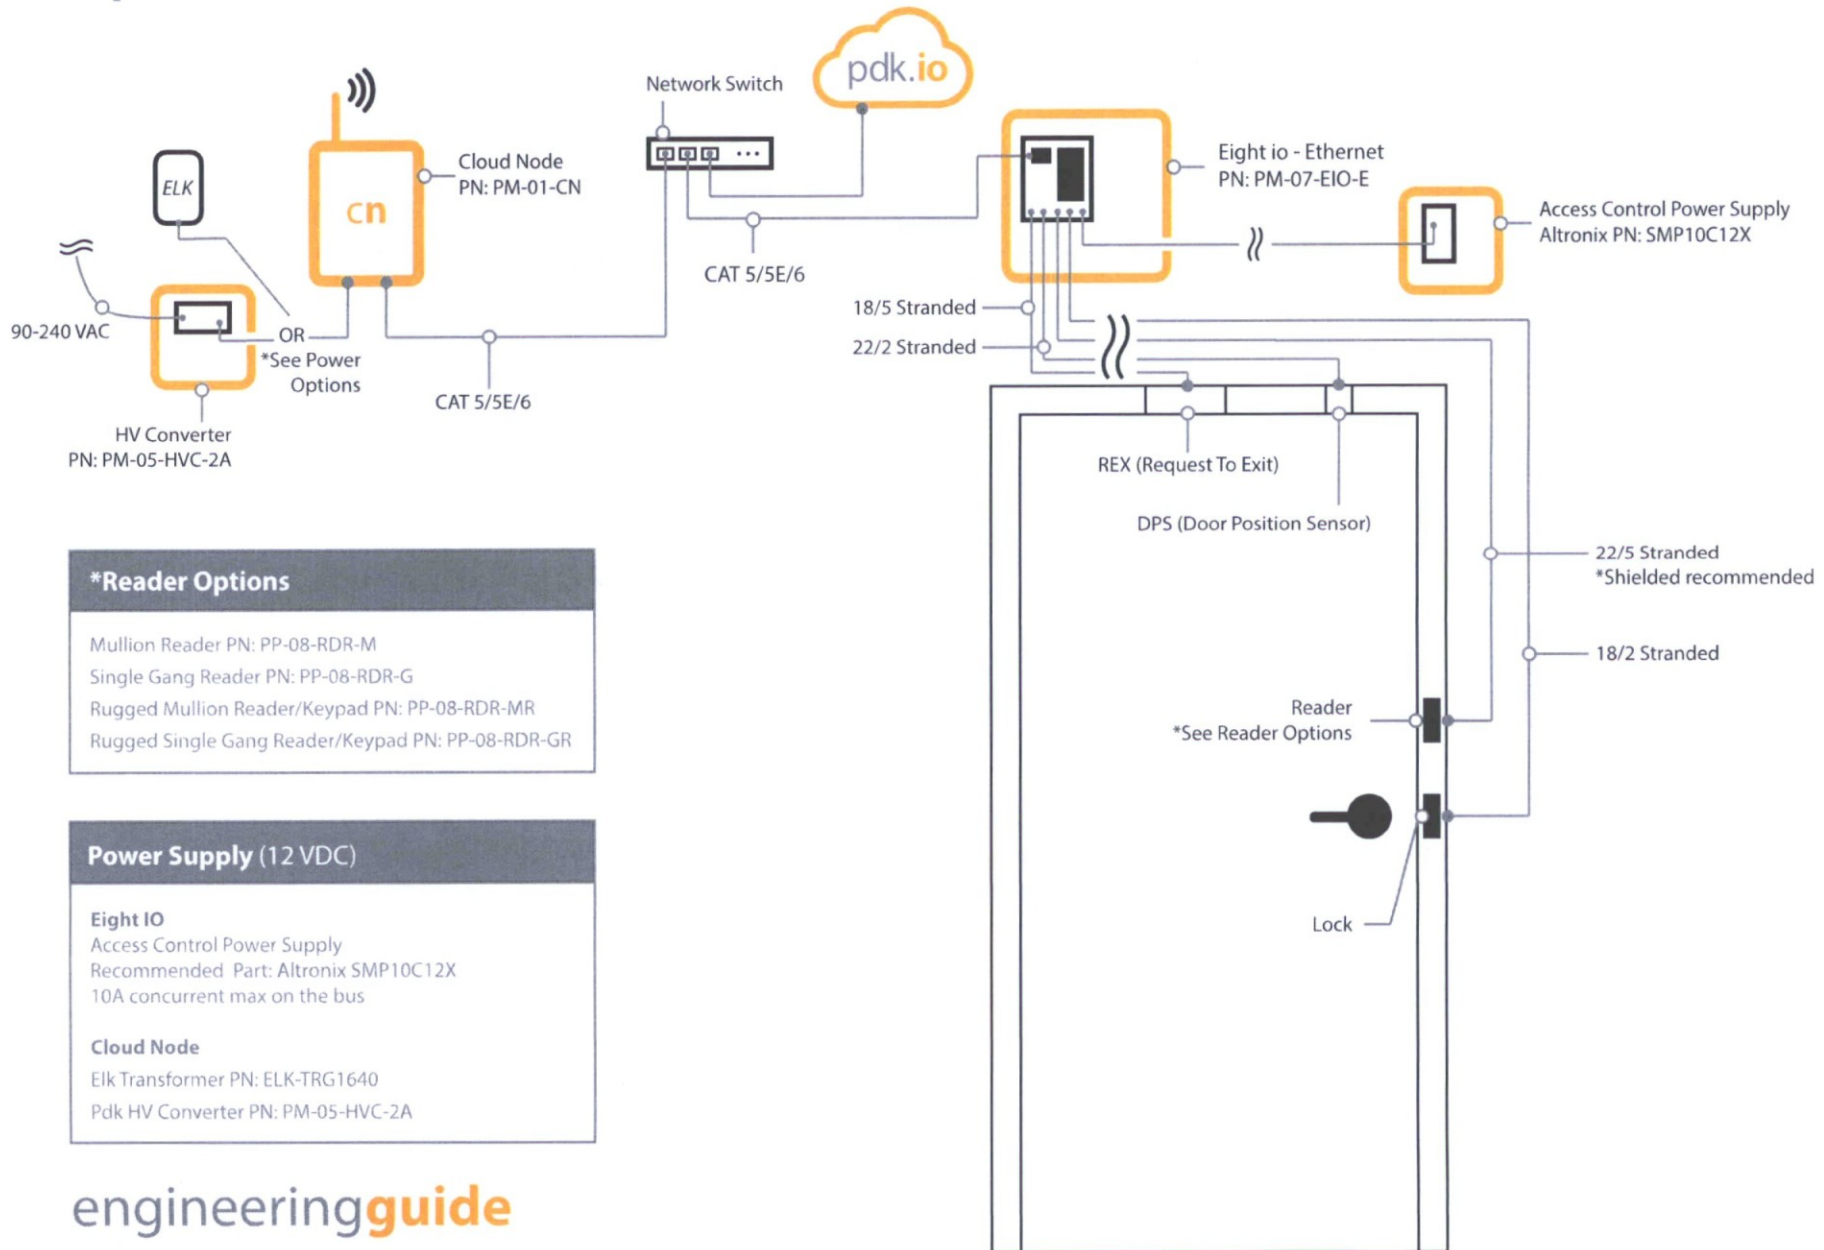 pdk.io
Network Switch
ELK
cn
Cloud Node
PN: PM-01-CN
Eight io - Ethernet
PN: PM-07-EIO-E
Access Control Power Supply
Altronix PN: SMP10C12X
CAT 5/5E/6
90-240 VAC
OR
*See Power
Options
CAT 5/5E/6
HV Converter
PN: PM-05-HVC-2A
18/5 Stranded
22/2 Stranded
REX (Request To Exit)
DPS (Door Position Sensor)
22/5 Stranded
*Shielded recommended
18/2 Stranded
Reader
*See Reader Options
Lock
*Reader Options
Mullion Reader PN: PP-08-RDR-M
Single Gang Reader PN: PP-08-RDR-G
Rugged Mullion Reader/Keypad PN: PP-08-RDR-MR
Rugged Single Gang Reader/Keypad PN: PP-08-RDR-GR
Power Supply (12 VDC)
Eight IO
Access Control Power Supply
Recommended Part: Altronix SMP10C12X
10A concurrent max on the bus
Cloud Node
Elk Transformer PN: ELK-TRG1640
Pdk HV Converter PN: PM-05-HVC-2A
engineeringguide